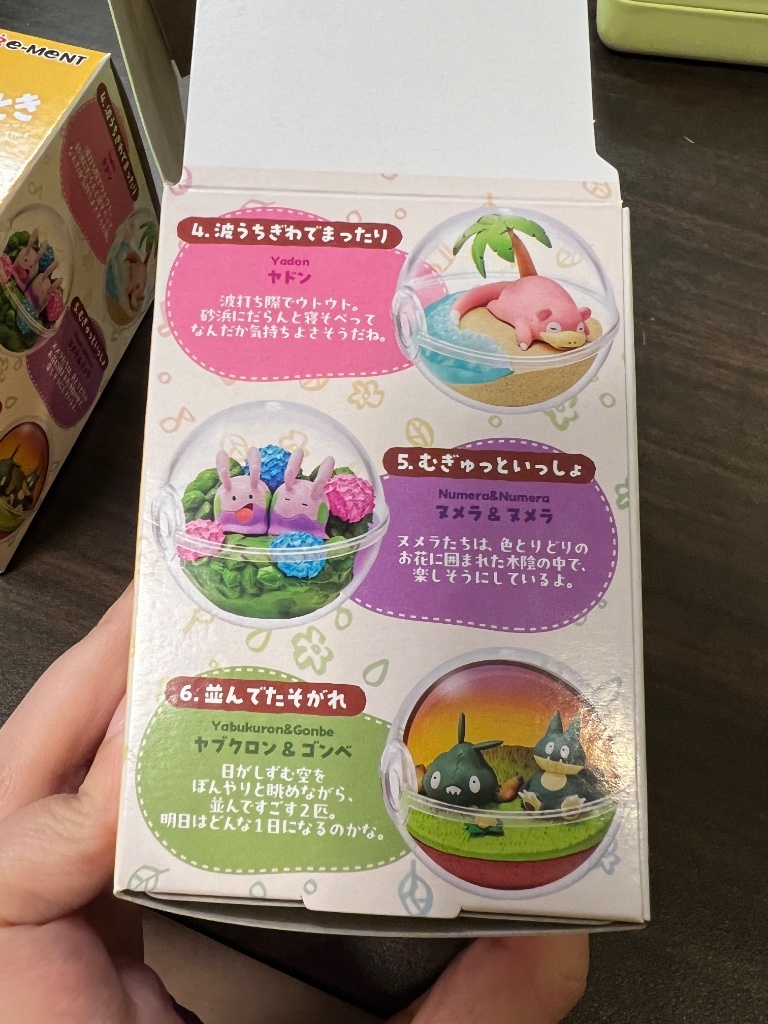 Re-MeNT
とき
Time
4. 波うちぎわでまったり
Yadon
ヤドン
波打ち際でウトウト。
砂浜にだらんと寝そべって
なんだか気持ちよさそうだね。
5. むぎゅっといっしょ
Numera&Numera
ヌメラ & ヌメラ
ヌメラたちは、色とりどりの
お花に囲まれた木陰の中で、
楽しそうにしているよ。
6. 並んでたそがれ
Yabukuron&Gonbe
ヤブクロン & ゴンベ
日がしずむ空を
ぼんやりと眺めながら、
並んですごす2匹。
明日はどんな1日になるのかな。